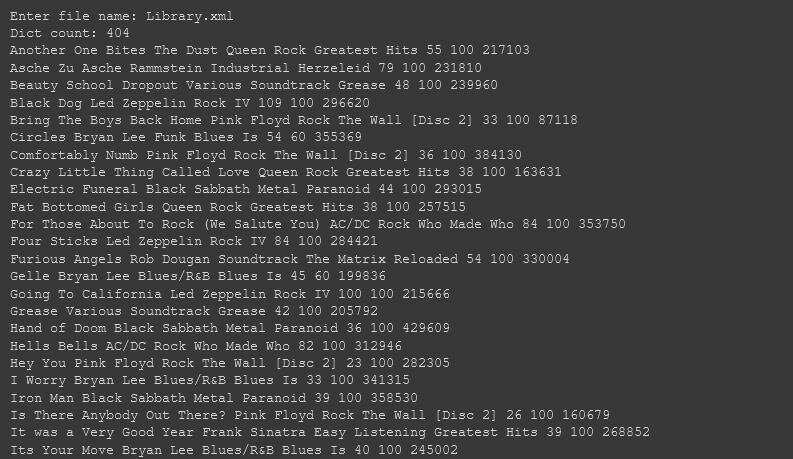 Enter file name: Library.xml
Dict count: 404
Another One Bites The Dust Queen Rock Greatest Hits 55 100 217103
Asche Zu Asche Rammstein Industrial Herzeleid 79 100 231810
Beauty School Dropout Various Soundtrack Grease 48 100 239960
Black Dog Led Zeppelin Rock IV 109 100 296620
Bring The Boys Back Home Pink Floyd Rock The Wall [Disc 2] 33 100 87118
Circles Bryan Lee Funk Blues Is 54 60 355369
Comfortably Numb Pink Floyd Rock The Wall [Disc 2] 36 100 384130
Crazy Little Thing Called Love Queen Rock Greatest Hits 38 100 163631
Electric Funeral Black Sabbath Metal Paranoid 44 100 293015
Fat Bottomed Girls Queen Rock Greatest Hits 38 100 257515
For Those About To Rock (We Salute You) AC/DC Rock Who Made Who 84 100 353750
Four Sticks Led Zeppelin Rock IV 84 100 284421
Furious Angels Rob Dougan Soundtrack The Matrix Reloaded 54 100 330004
Gelle Bryan Lee Blues/R&B Blues Is 45 60 199836
Going To California Led Zeppelin Rock IV 100 100 215666
Grease Various Soundtrack Grease 42 100 205792
Hand of Doom Black Sabbath Metal Paranoid 36 100 429609
Hells Bells AC/DC Rock Who Made Who 82 100 312946
Hey You Pink Floyd Rock The Wall [Disc 2] 23 100 282305
I Worry Bryan Lee Blues/R&B Blues Is 33 100 341315
Iron Man Black Sabbath Metal Paranoid 39 100 358530
Is There Anybody Out There? Pink Floyd Rock The Wall [Disc 2] 26 100 160679
It was a Very Good Year Frank Sinatra Easy Listening Greatest Hits 39 100 268852
Its Your Move Bryan Lee Blues/R&B Blues Is 40 100 245002